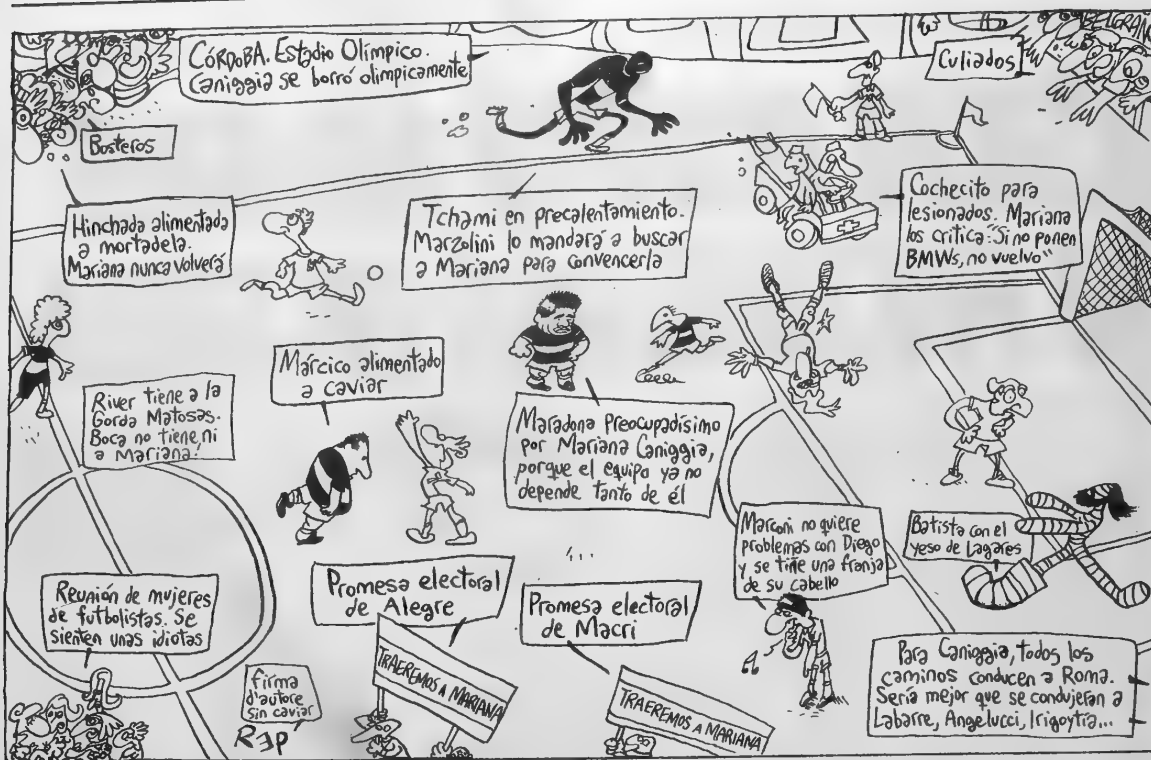 CÓRDOBA. Estadio Olímpico.
Caniggia se borró olimpicamente
Culiados
BELGRANO
Bosteros
Hinchada alimentada
a mortadela.
Mariana nunca volverá
Tchami en precalentamiento.
Marzolini lo mandará a buscar
a Mariana para convencerla
Cochecito para
lesionados. Mariana
los critica: "Si no ponen
BMWs, no vuelvo"
River tiene a la
Gorda Matosas.
Boca no tiene ni
a Mariana!
Márcico alimentado
a caviar
Maradona preocupadísimo
por Mariana Caniggia,
porque el equipo ya no
depende tanto de él
Marconi no quiere
problemas con Diego
y se tiñe una franja
de su cabello
Batista con el
yeso de Lagares
Reunión de mujeres
de futbolistas. Se
sienten unas idiotas
Promesa electoral
de Alegre
Promesa electoral
de Macri
TRAEREMOS A MARIANA
TRAEREMOS A MARIANA
firma
d'autore
sin caviar
REP
Para Caniggia, todos los
caminos conducen a Roma.
Sería mejor que se condujeran a
Labarre, Angelucci, Irigoytía...